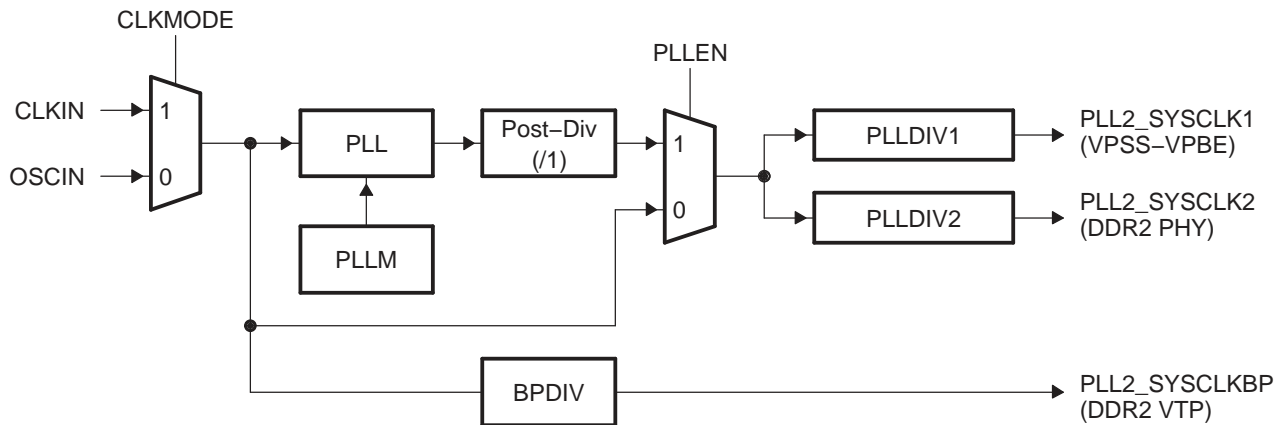 CLKMODE
CLKIN
OSCIN
1
0
PLL
PLLM
Post−Div
(/1)
PLLEN
1
0
PLLDIV1
PLLDIV2
BPDIV
PLL2_SYSCLK1
(VPSS−VPBE)
PLL2_SYSCLK2
(DDR2 PHY)
PLL2_SYSCLKBP
(DDR2 VTP)